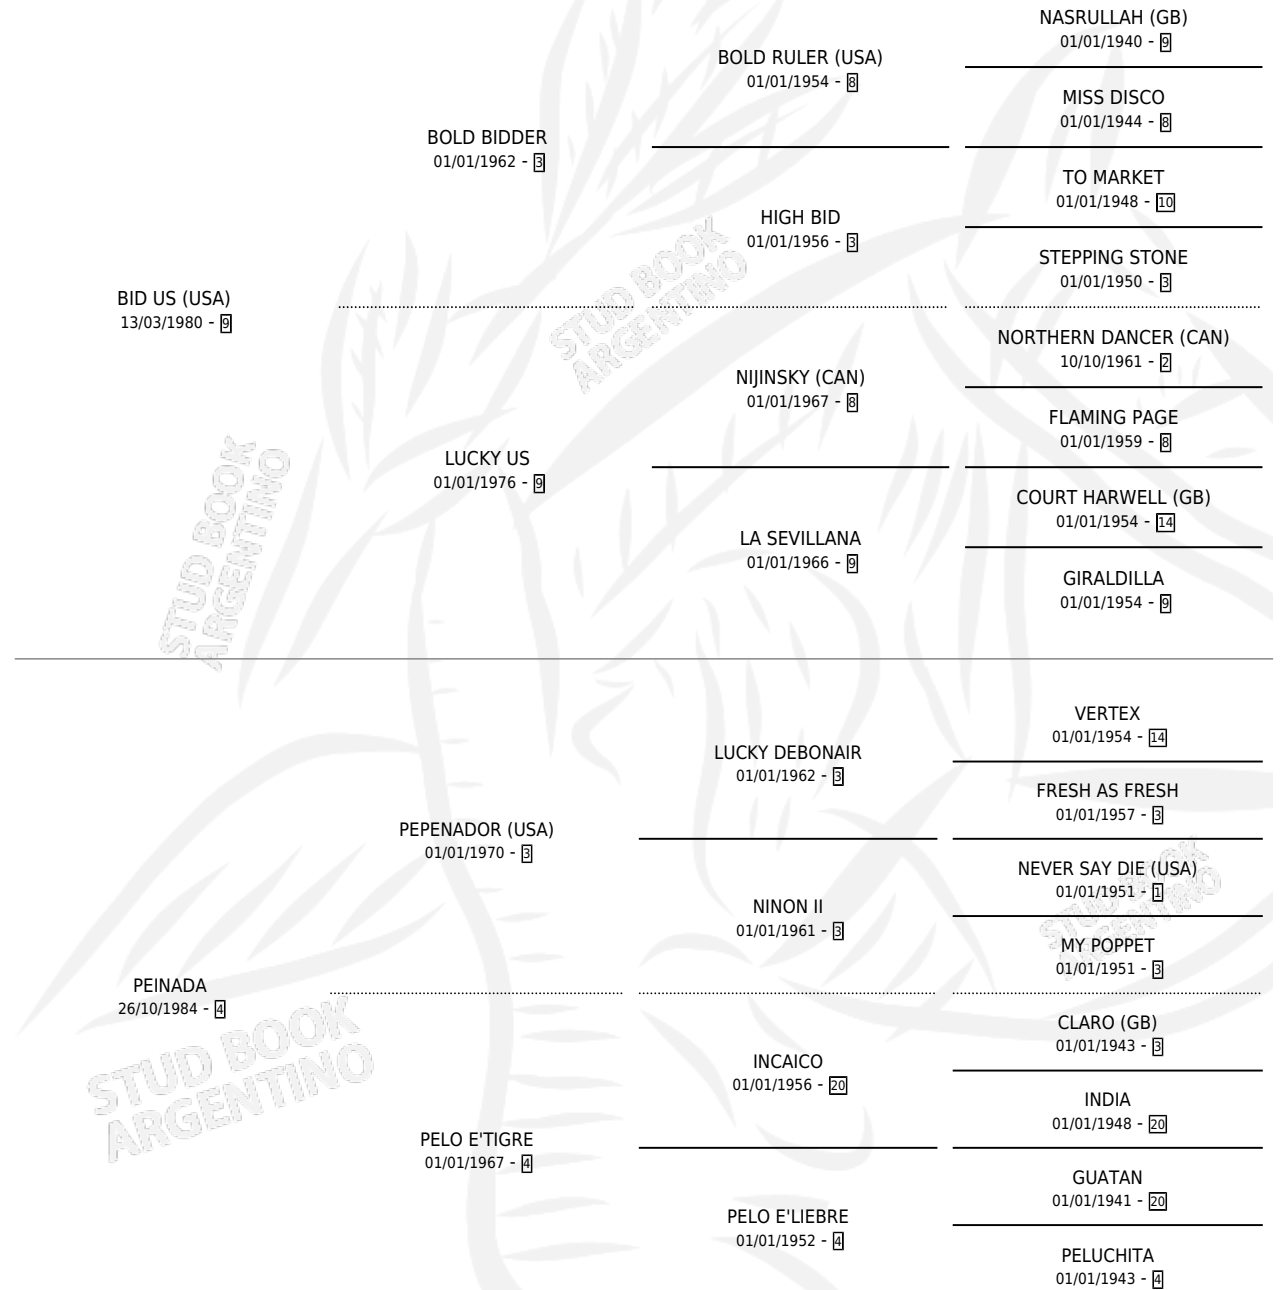 NASRULLAH (GB)
01/01/1940 - 9
BOLD RULER (USA)
01/01/1954 - 8
MISS DISCO
01/01/1944 - 8
BOLD BIDDER
01/01/1962 - 3
TO MARKET
01/01/1948 - 10
HIGH BID
01/01/1956 - 3
STEPPING STONE
01/01/1950 - 3
BID US (USA)
13/03/1980 - 9
NORTHERN DANCER (CAN)
10/10/1961 - 2
NIJINSKY (CAN)
01/01/1967 - 8
FLAMING PAGE
01/01/1959 - 8
LUCKY US
01/01/1976 - 9
COURT HARWELL (GB)
01/01/1954 - 14
LA SEVILLANA
01/01/1966 - 9
GIRALDILLA
01/01/1954 - 9
VERTEX
01/01/1954 - 14
LUCKY DEBONAIR
01/01/1962 - 3
FRESH AS FRESH
01/01/1957 - 3
PEPENADOR (USA)
01/01/1970 - 3
NEVER SAY DIE (USA)
01/01/1951 - 1
NINON II
01/01/1961 - 3
MY POPPET
01/01/1951 - 3
PEINADA
26/10/1984 - 4
CLARO (GB)
01/01/1943 - 3
INCAICO
01/01/1956 - 20
INDIA
01/01/1948 - 20
PELO E'TIGRE
01/01/1967 - 4
GUATAN
01/01/1941 - 20
PELO E'LIEBRE
01/01/1952 - 4
PELUCHITA
01/01/1943 - 4
STUD BOOK
ARGENTINO
STUD BOOK
ARGENTINO
STUD BOOK
ARGENTINO
STUD BOOK
ARGENTINO